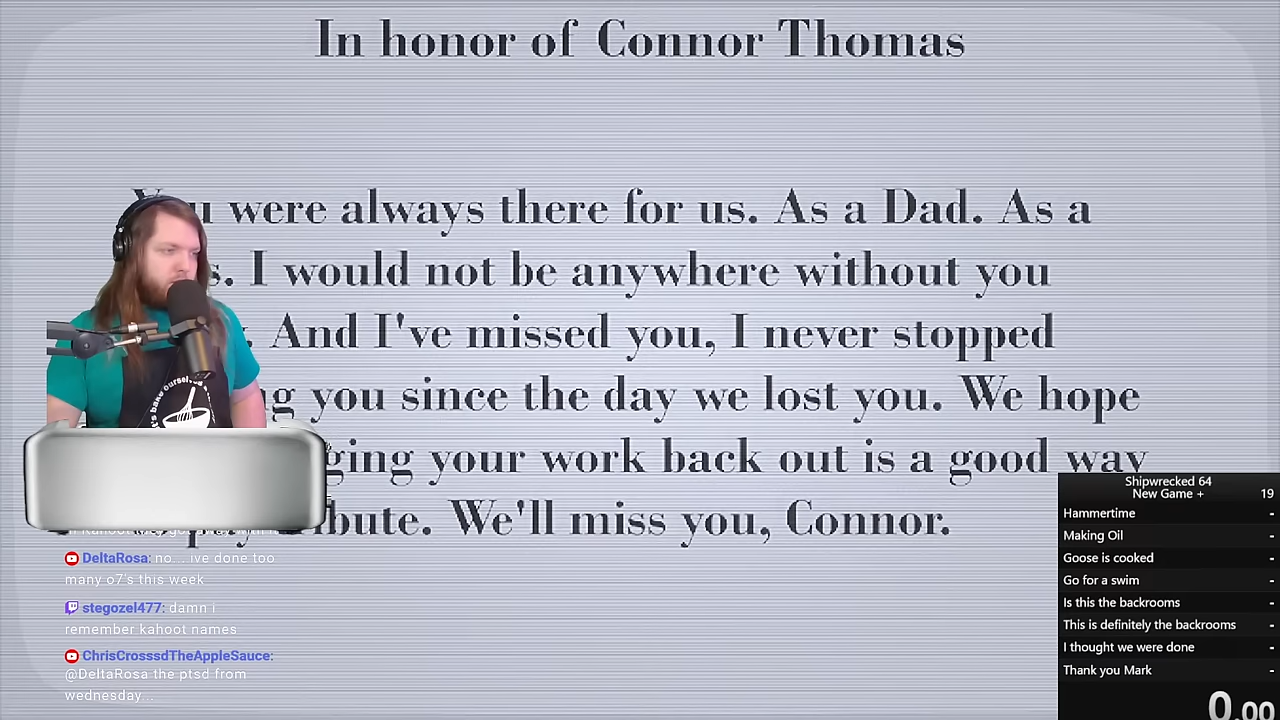 In honor of Connor Thomas
were always there for us. As a Dad. As a
I would not be anywhere without you
And I've missed you, I never stopped
you since the day we lost you. We hope
your work back out is a good way
We'll miss you, Connor.
DeltaRosa: no... ive done too
many o7's this week
stegozel477: damn i
remember kahoot names
ChrisCrosssdTheAppleSauce:
@DeltaRosa the ptsd from
wednesday...
Shipwrecked 64
New Game + 19
Hammertime -
Making Oil -
Goose is cooked -
Go for a swim -
Is this the backrooms -
This is definitely the backrooms -
I thought we were done -
Thank you Mark -
0.00